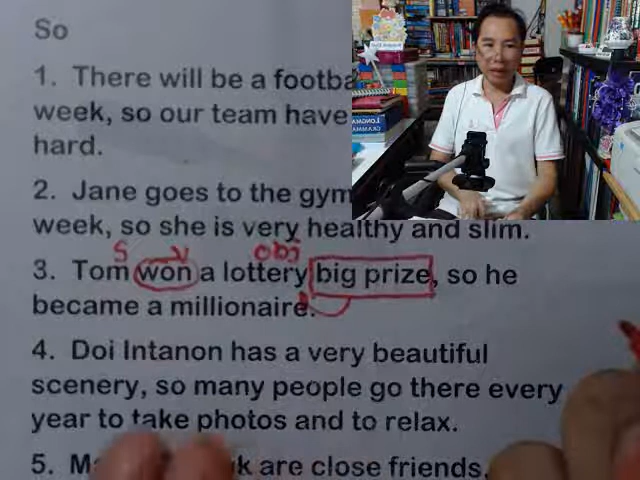 So
1. There will be a footba
week, so our team have
hard.
2. Jane goes to the gym
week, so she is very healthy and slim.
S V obj
3. Tom won a lottery big prize, so he
became a millionaire.
4. Doi Intanon has a very beautiful
scenery, so many people go there every
year to take photos and to relax.
5. M k are close friends.
LONGMAN
GRAMMAR